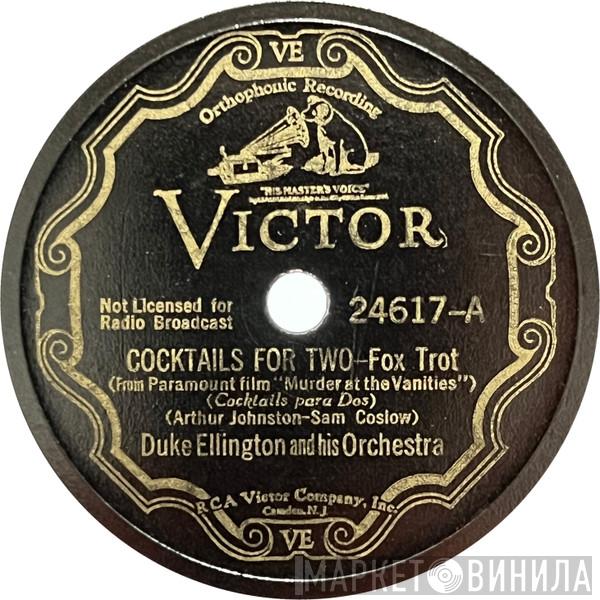 VE
Orthophonic Recording
"HIS MASTER'S VOICE"
VICTOR
Not Licensed for
Radio Broadcast
24617-A
COCKTAILS FOR TWO-Fox Trot
(From Paramount film "Murder at the Vanities")
(Cocktails para Dos)
(Arthur Johnston-Sam Coslow)
Duke Ellington and his Orchestra
RCA Victor Company, Inc.
Camden, N. J.
VE
МАРКЕТ ВИНИЛА